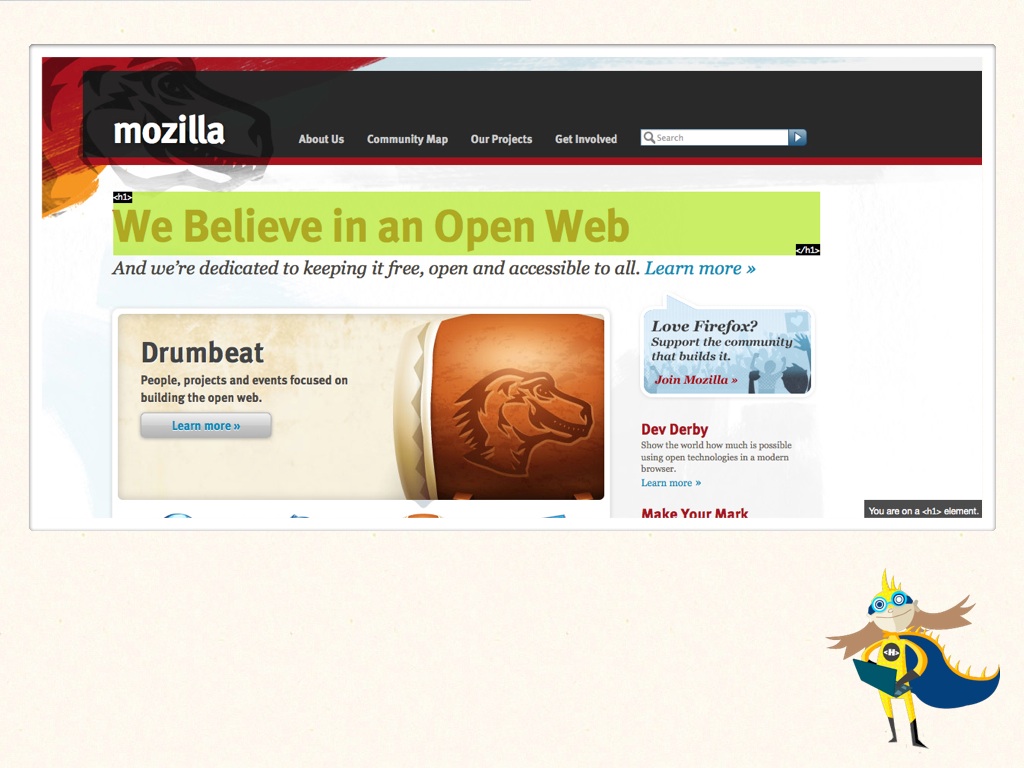 mozilla
About Us Community Map Our Projects Get Involved Search
<h1>
We Believe in an Open Web
</h1>
And we're dedicated to keeping it free, open and accessible to all. Learn more »
Drumbeat
People, projects and events focused on
building the open web.
Learn more »
Love Firefox?
Support the community
that builds it.
Join Mozilla »
Dev Derby
Show the world how much is possible
using open technologies in a modern
browser.
Learn more »
Make Your Mark
You are on a <h1> element.
<H>